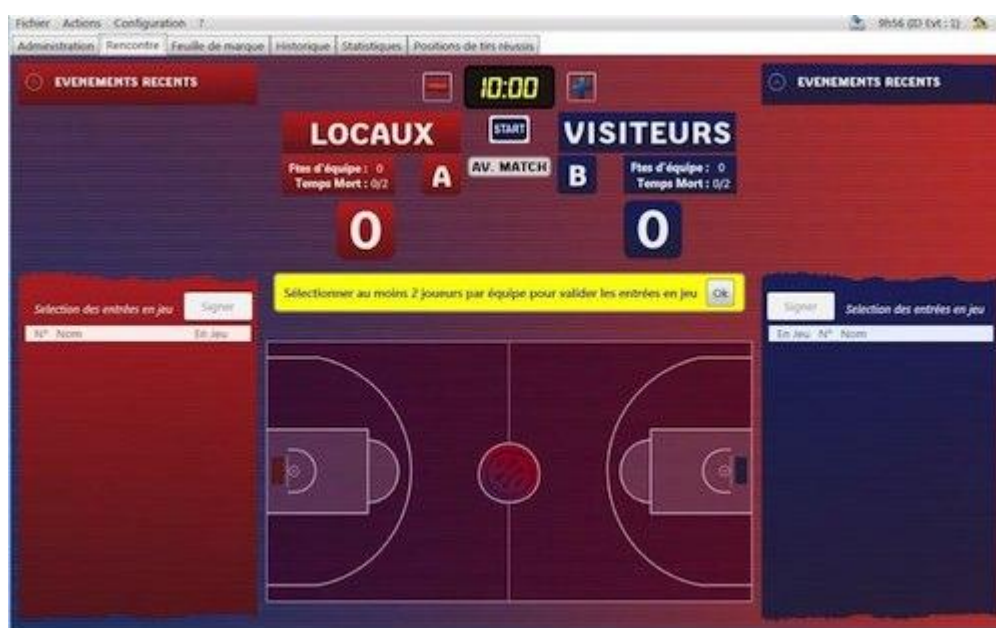 Fichier Actions Configuration ? 9h56 (ID Evt : 1)
Administration Rencontre Feuille de marque Historique Statistiques Positions de tirs réussis
EVENEMENTS RECENTS 10:00 EVENEMENTS RECENTS
LOCAUX START VISITEURS
Ftes d'équipe : 0 A AV. MATCH B Ftes d'équipe : 0
Temps Mort : 0/2 Temps Mort : 0/2
0 0
Sélectionner au moins 2 joueurs par équipe pour valider les entrées en jeu Ok
Selection des entrées en jeu Signer Signer Selection des entrées en jeu
N° Nom En Jeu En Jeu N° Nom